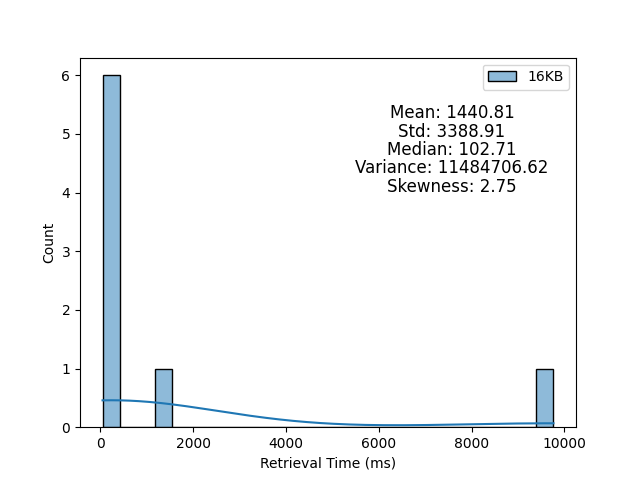 16KB
Mean: 1440.81
Std: 3388.91
Median: 102.71
Variance: 11484706.62
Skewness: 2.75
Count
6
5
4
3
2
1
0
0 2000 4000 6000 8000 10000
Retrieval Time (ms)